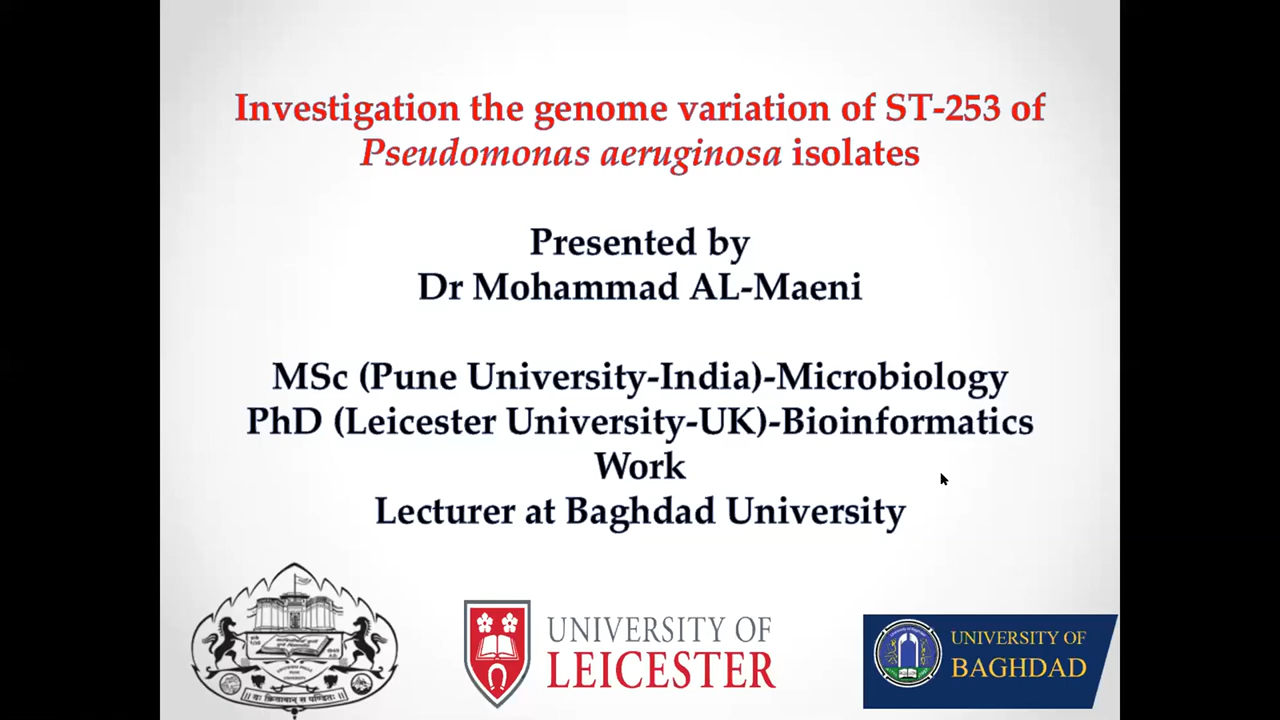 Investigation the genome variation of ST-253 of
Pseudomonas aeruginosa isolates
Presented by
Dr Mohammad AL-Maeni
MSc (Pune University-India)-Microbiology
PhD (Leicester University-UK)-Bioinformatics
Work
Lecturer at Baghdad University
UNIVERSITY OF
LEICESTER
UNIVERSITY OF
BAGHDAD